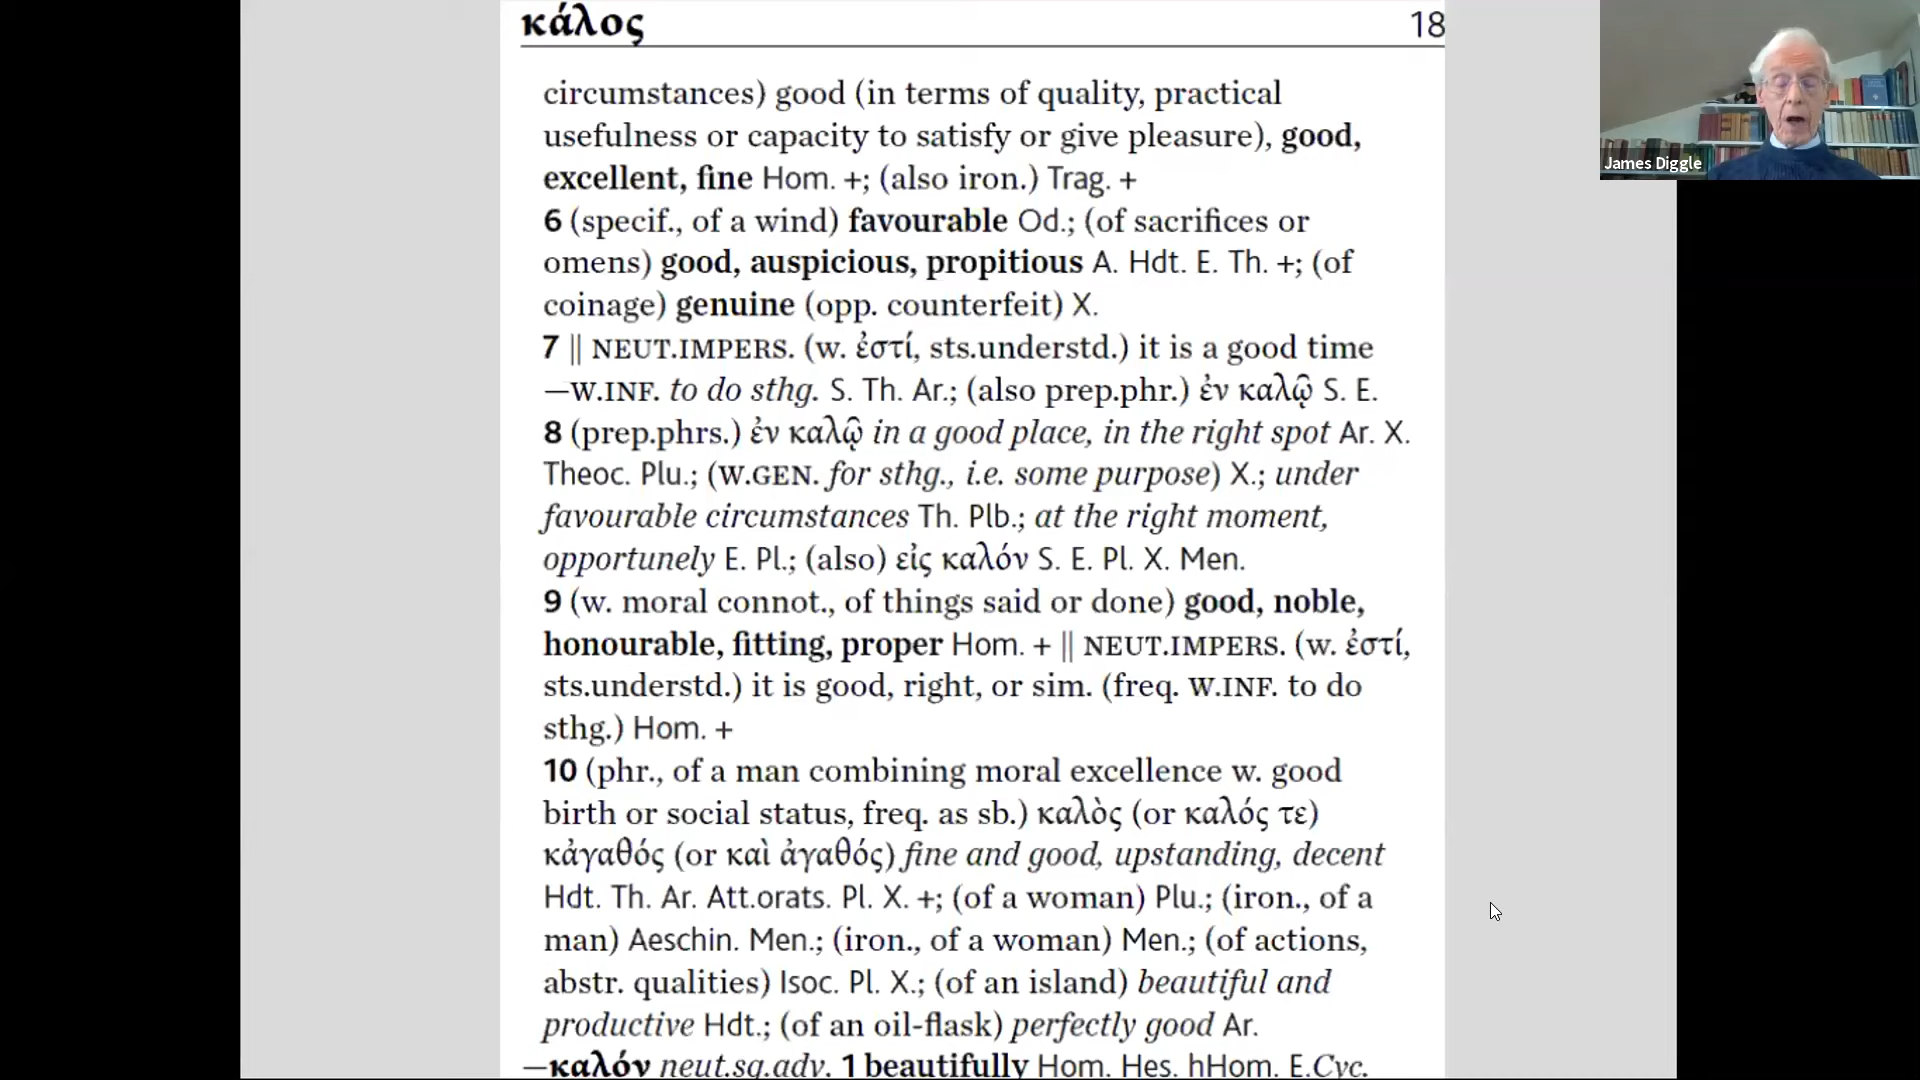 κάλος 18
circumstances) good (in terms of quality, practical
usefulness or capacity to satisfy or give pleasure), good,
excellent, fine Hom. +; (also iron.) Trag. +
6 (specif., of a wind) favourable Od.; (of sacrifices or
omens) good, auspicious, propitious A. Hdt. E. Th. +; (of
coinage) genuine (opp. counterfeit) X.
7 || NEUT.IMPERS. (w. ἐστί, sts.understd.) it is a good time
—W.INF. to do sthg. S. Th. Ar.; (also prep.phr.) ἐν καλῷ S. E.
8 (prep.phrs.) ἐν καλῷ in a good place, in the right spot Ar. X.
Theoc. Plu.; (W.GEN. for sthg., i.e. some purpose) X.; under
favourable circumstances Th. Plb.; at the right moment,
opportunely E. Pl.; (also) εἰς καλόν S. E. Pl. X. Men.
9 (w. moral connot., of things said or done) good, noble,
honourable, fitting, proper Hom. + || NEUT.IMPERS. (w. ἐστί,
sts.understd.) it is good, right, or sim. (freq. W.INF. to do
sthg.) Hom. +
10 (phr., of a man combining moral excellence w. good
birth or social status, freq. as sb.) καλὸς (or καλός τε)
κἀγαθός (or καὶ ἀγαθός) fine and good, upstanding, decent
Hdt. Th. Ar. Att.orats. Pl. X. +; (of a woman) Plu.; (iron., of a
man) Aeschin. Men.; (iron., of a woman) Men.; (of actions,
abstr. qualities) Isoc. Pl. X.; (of an island) beautiful and
productive Hdt.; (of an oil-flask) perfectly good Ar.
—καλόν neut.sg.adv. 1 beautifully Hom. Hes. hHom. E.Cyc.
James Diggle